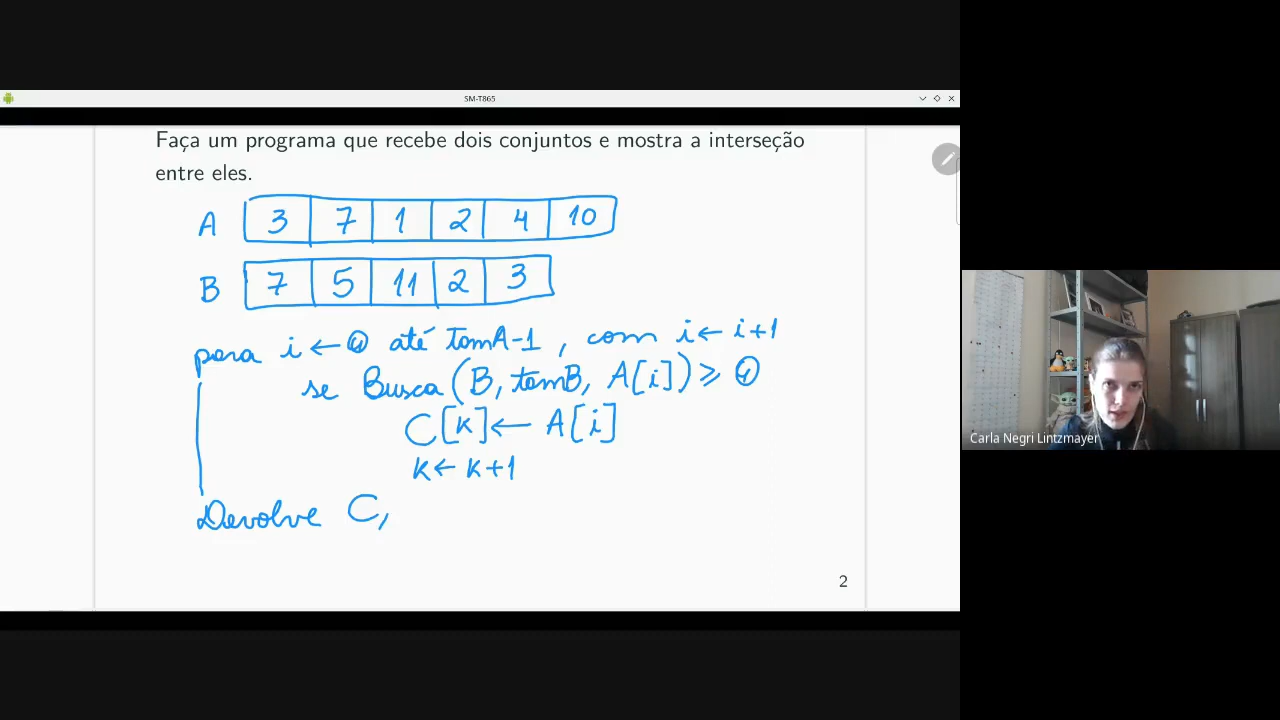 SM-T865
Faça um programa que recebe dois conjuntos e mostra a interseção
entre eles.
A 3 7 1 2 4 10
B 7 5 11 2 3
para i ← 0 até tamA-1, com i ← i+1
se Busca(B, tamB, A[i]) ≥ 0
C[k] ← A[i]
k ← k+1
Devolve C,
2
Carla Negri Lintzmayer